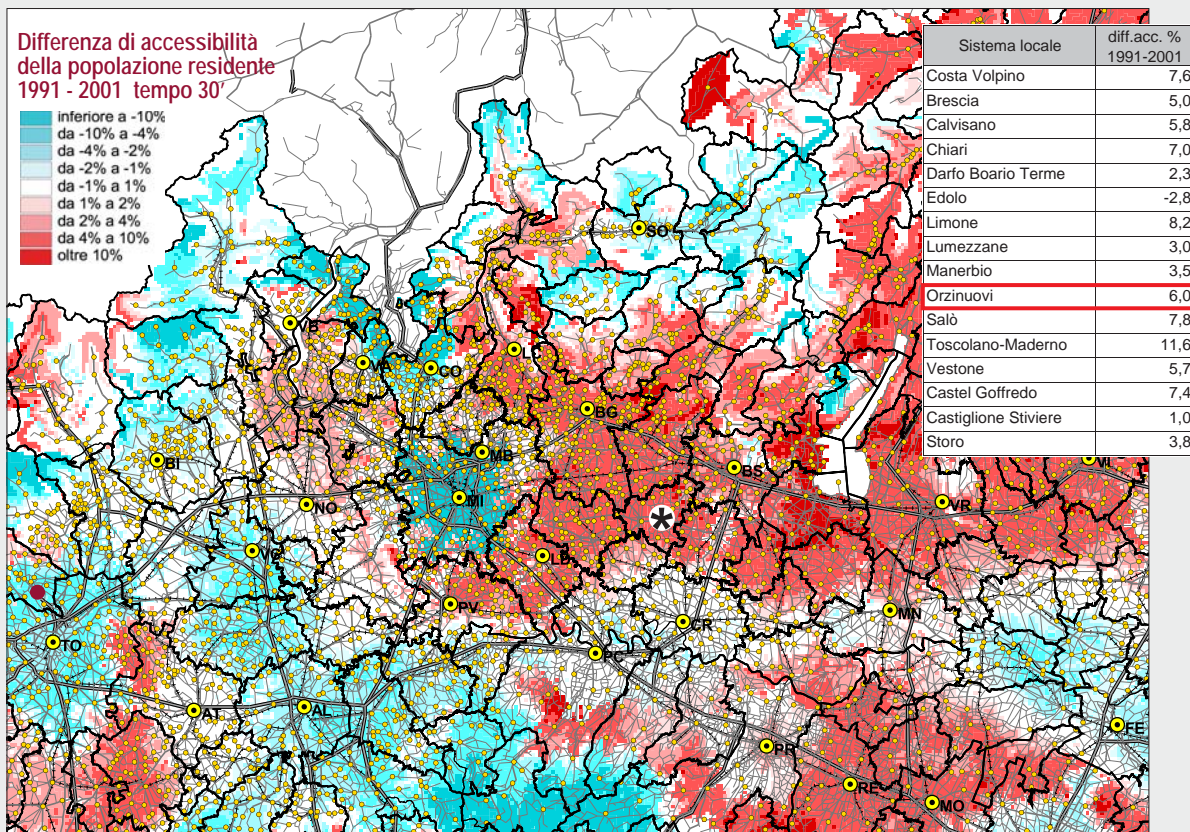 Differenza di accessibilità
della popolazione residente
1991 - 2001 tempo 30'
inferiore a -10%
da -10% a -4%
da -4% a -2%
da -2% a -1%
da -1% a 1%
da 1% a 2%
da 2% a 4%
da 4% a 10%
oltre 10%
Sistema locale diff.acc. % 1991-2001
Costa Volpino 7,6
Brescia 5,0
Calvisano 5,8
Chiari 7,0
Darfo Boario Terme 2,3
Edolo -2,8
Limone 8,2
Lumezzane 3,0
Manerbio 3,5
Orzinuovi 6,0
Salò 7,8
Toscolano-Maderno 11,6
Vestone 5,7
Castel Goffredo 7,4
Castiglione Stiviere 1,0
Storo 3,8
SO
VB
VA
CO
BG
BI
MB
BS
MI
NO
VR
PV
MN
TO
CR
AT
AL
FE
PR
RE
MO